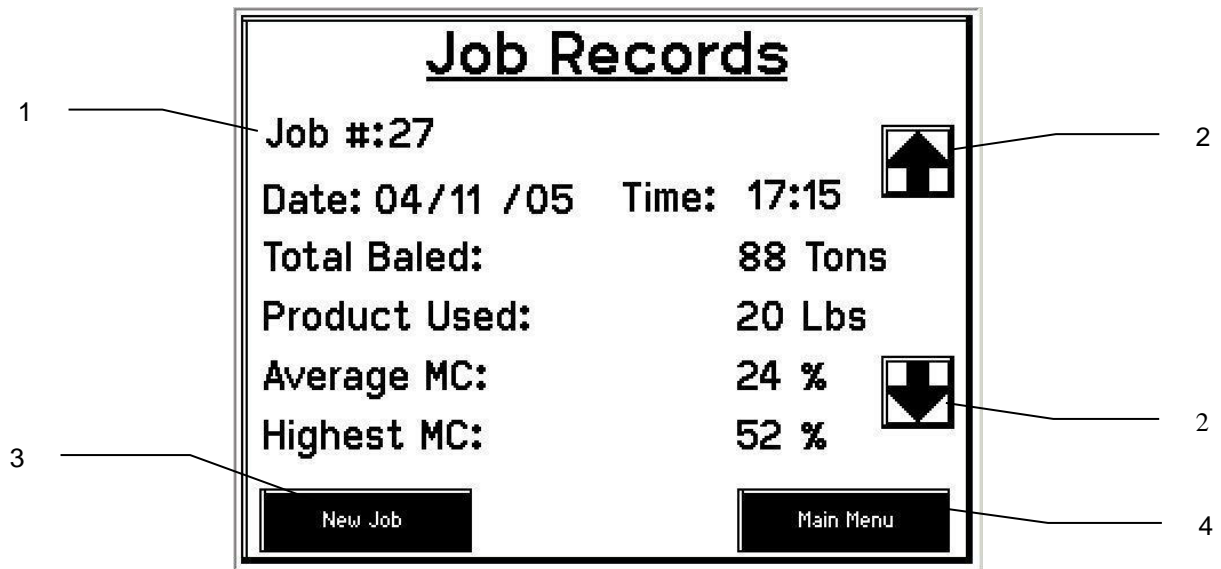 Job Records
1
Job #:27
2
Date: 04/11 /05 Time: 17:15
Total Baled: 88 Tons
Product Used: 20 Lbs
Average MC: 24 %
2
Highest MC: 52 %
3
New Job Main Menu
4